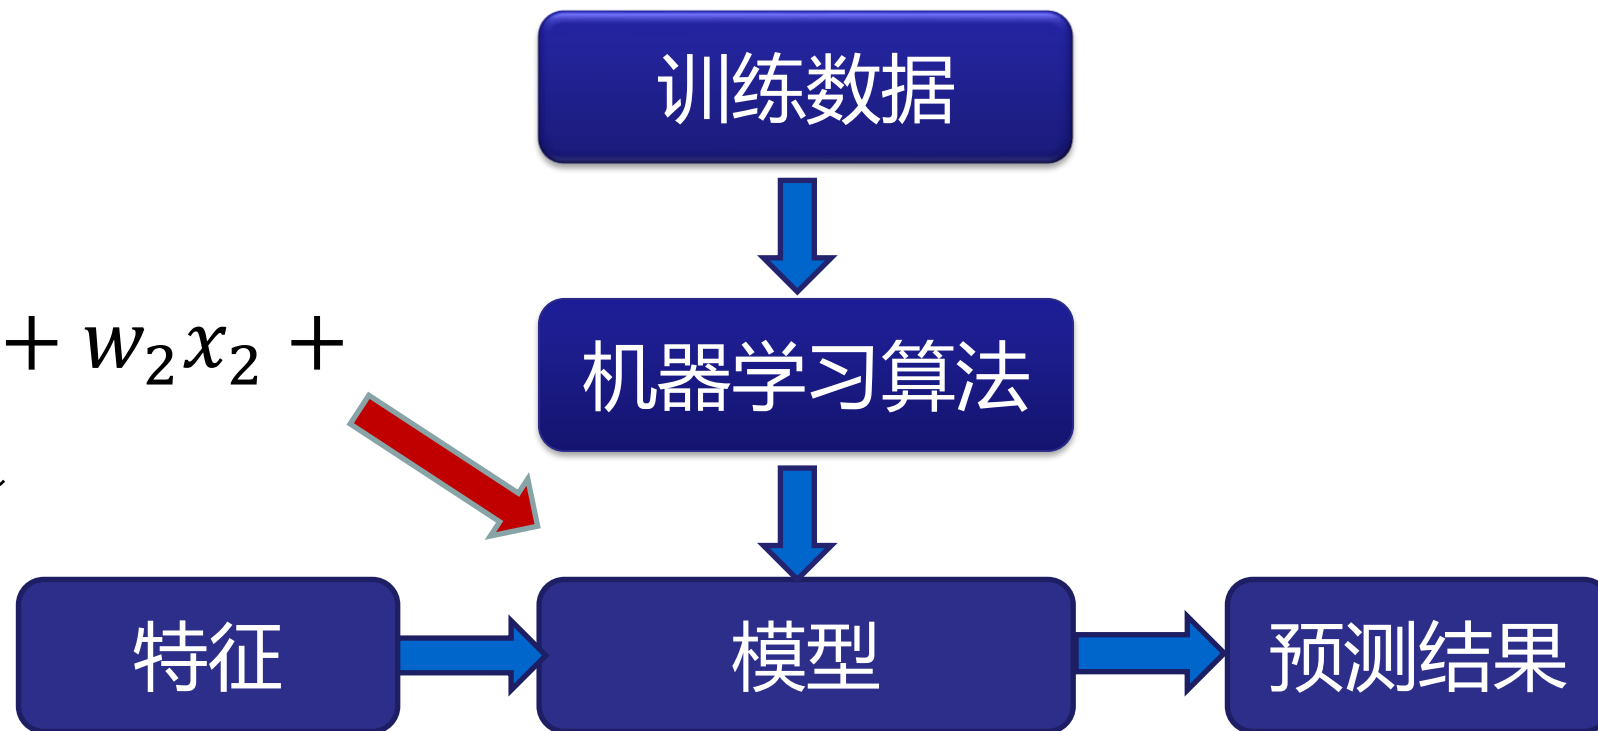 训练数据
+ w₂x₂ +
机器学习算法
特征
模型
预测结果